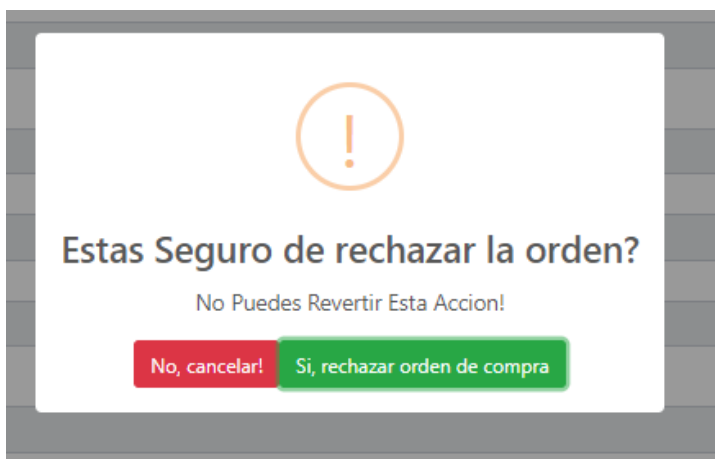 !
Estas Seguro de rechazar la orden?
No Puedes Revertir Esta Accion!
No, cancelar! Si, rechazar orden de compra